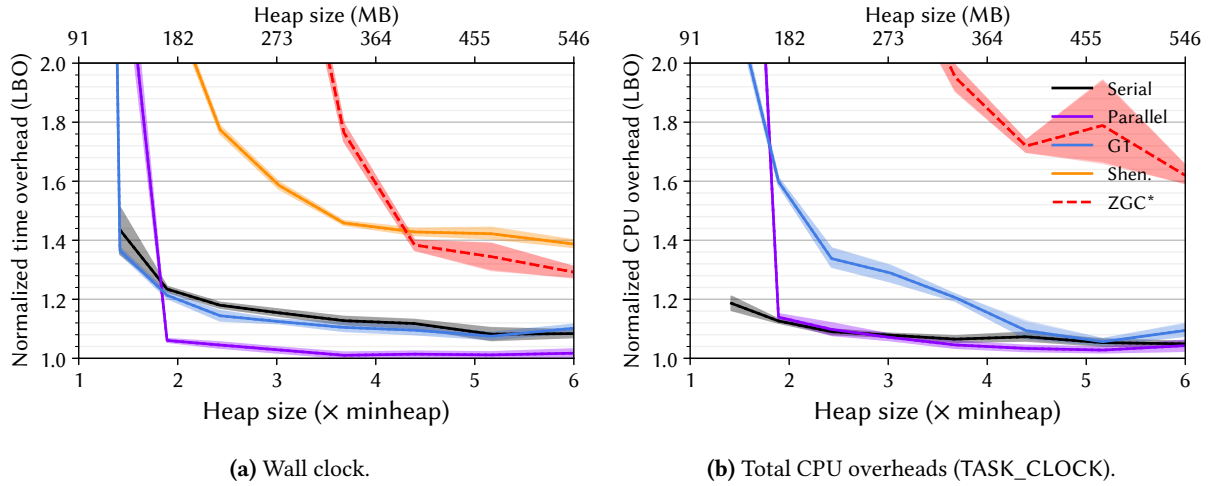 Heap size (MB)
91 182 273 364 455 546
Normalized time overhead (LBO)
2.0
1.8
1.6
1.4
1.2
1.0
1 2 3 4 5 6
Heap size (× minheap)
(a) Wall clock.
Heap size (MB)
91 182 273 364 455 546
Normalized CPU overhead (LBO)
2.0
1.8
1.6
1.4
1.2
1.0
Serial
Parallel
G1
Shen.
ZGC*
1 2 3 4 5 6
Heap size (× minheap)
(b) Total CPU overheads (TASK_CLOCK).